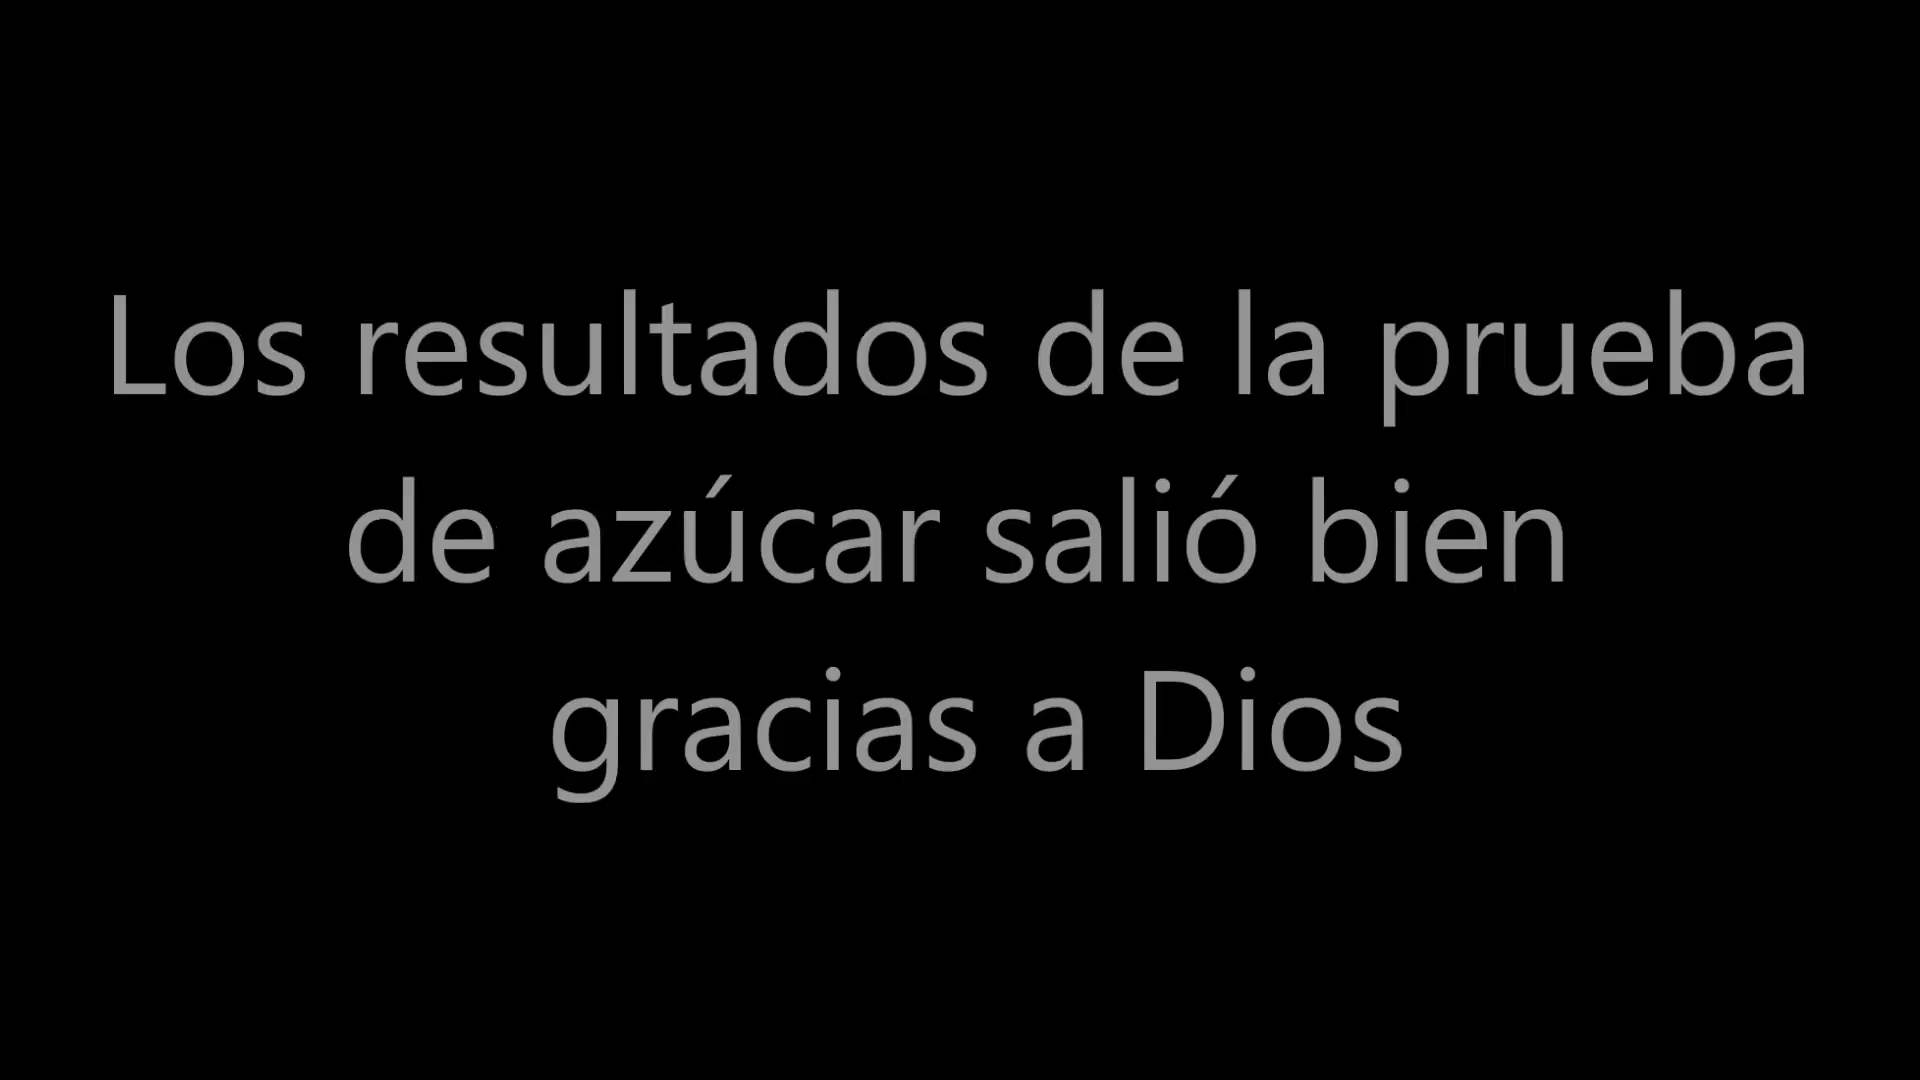 Los resultados de la prueba
de azúcar salió bien
gracias a Dios